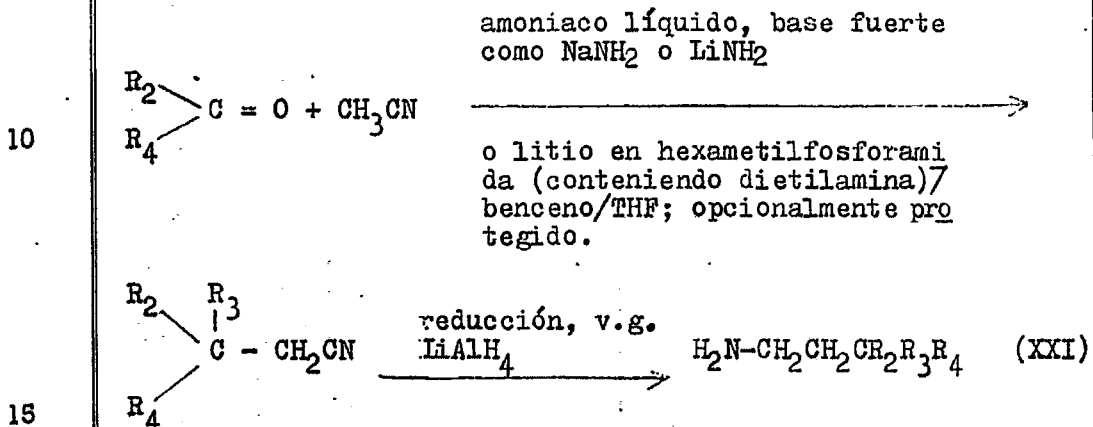 amoniaco líquido, base fuerte
como NaNH2 o LiNH2
R2
C = O + CH3CN
10
R4
o litio en hexametilfosforami
da (conteniendo dietilamina)7
benceno/THF; opcionalmente pro
tegido.
R2 R3
reducción, v.g.
C - CH2CN LiAlH4 H2N-CH2CH2CR2R3R4 (XXI)
15 R4